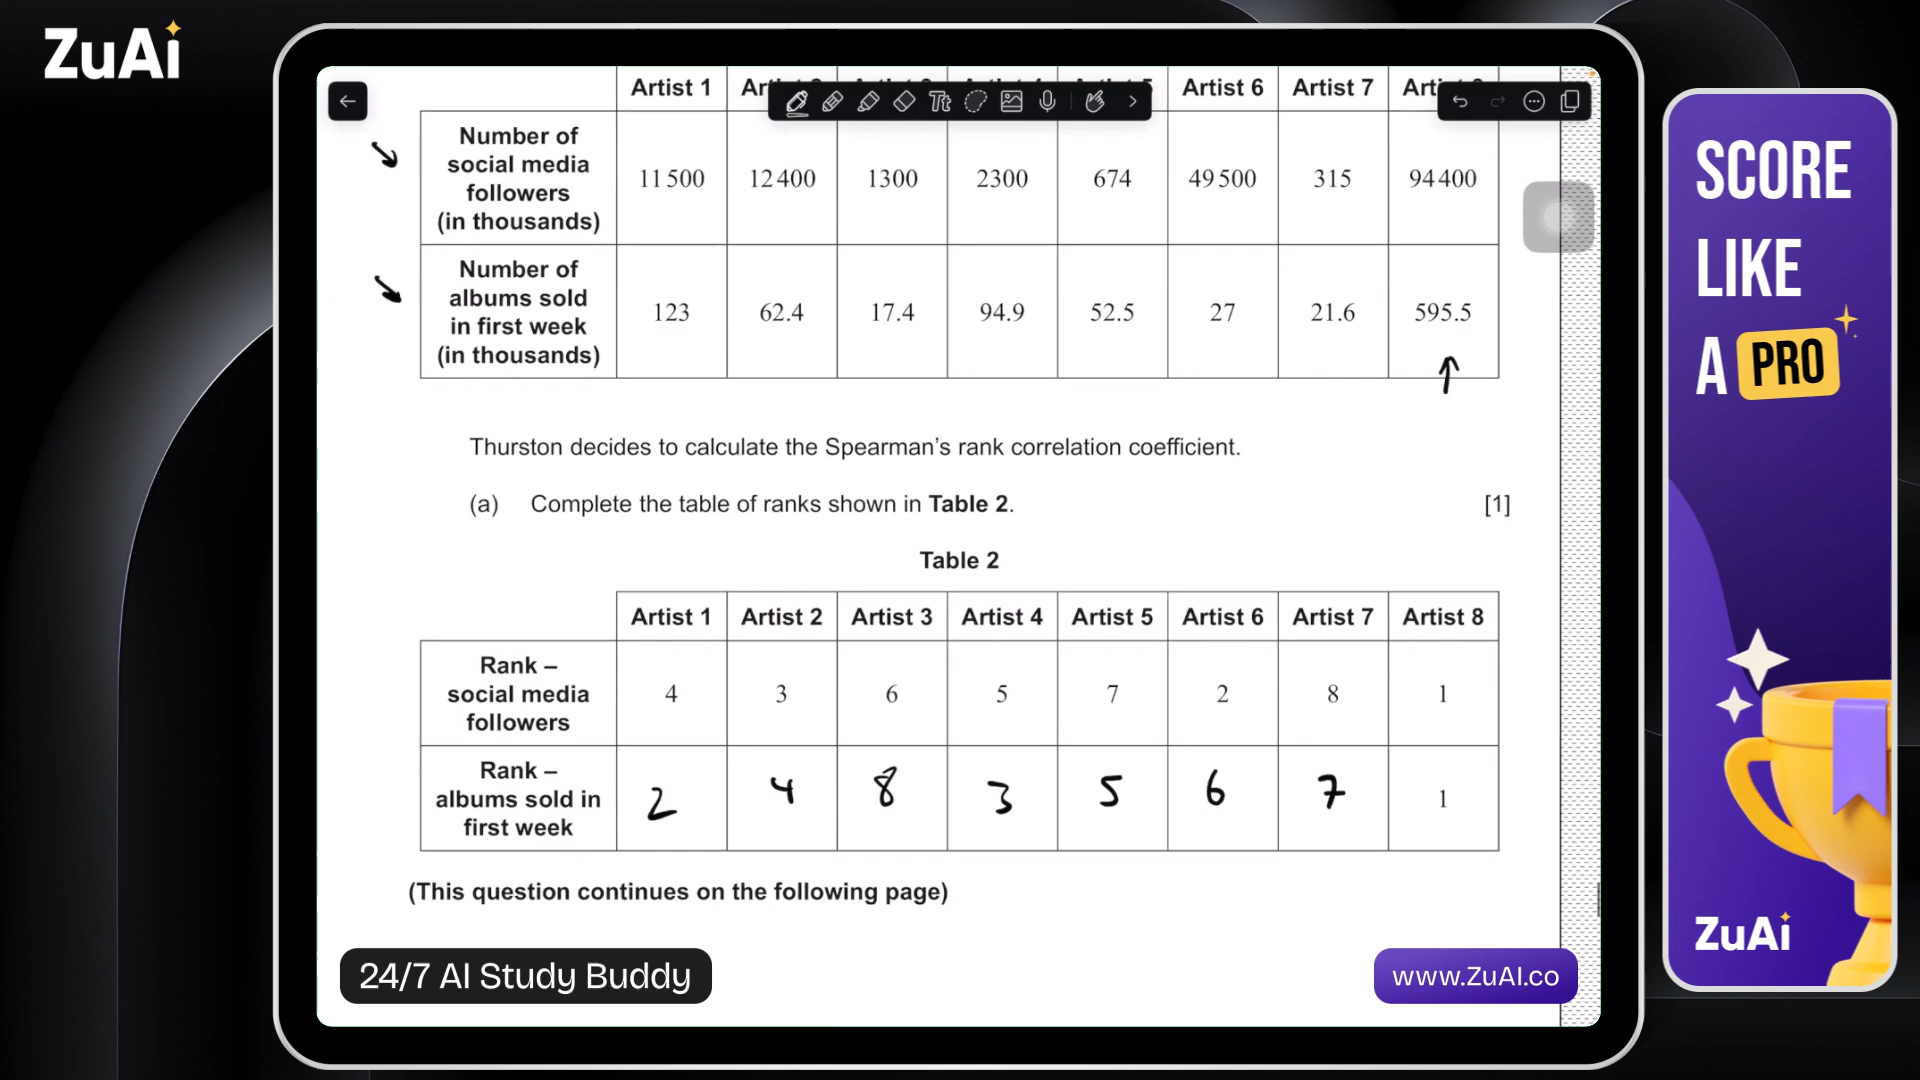 ZuAi
Artist 1 Artist 6 Artist 7
Number of
social media
followers
(in thousands)
11 500 12 400 1300 2300 674 49 500 315 94 400
Number of
albums sold
in first week
(in thousands)
123 62.4 17.4 94.9 52.5 27 21.6 595.5
Thurston decides to calculate the Spearman's rank correlation coefficient.
(a) Complete the table of ranks shown in Table 2. [1]
Table 2
Artist 1 Artist 2 Artist 3 Artist 4 Artist 5 Artist 6 Artist 7 Artist 8
Rank –
social media
followers
4 3 6 5 7 2 8 1
Rank –
albums sold in
first week
2 4 8 3 5 6 7 1
(This question continues on the following page)
24/7 AI Study Buddy
www.ZuAI.co
SCORE
LIKE
A PRO
ZuAi